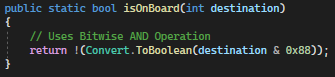 public static bool isOnBoard(int destination)
{
// Uses Bitwise AND Operation
return !(Convert.ToBoolean(destination & 0x88));
}